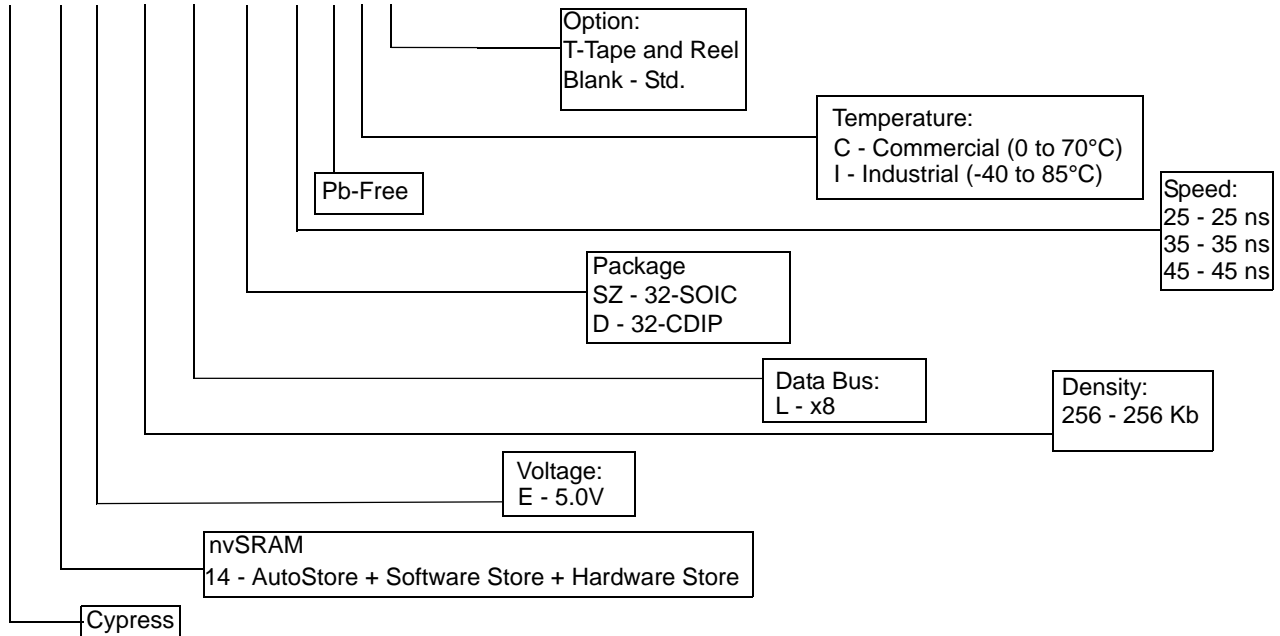 Option:
T-Tape and Reel
Blank - Std.
Temperature:
C - Commercial (0 to 70°C)
I - Industrial (-40 to 85°C)
Pb-Free
Speed:
25 - 25 ns
35 - 35 ns
45 - 45 ns
Package
SZ - 32-SOIC
D - 32-CDIP
Data Bus:
L - x8
Density:
256 - 256 Kb
Voltage:
E - 5.0V
nvSRAM
14 - AutoStore + Software Store + Hardware Store
Cypress